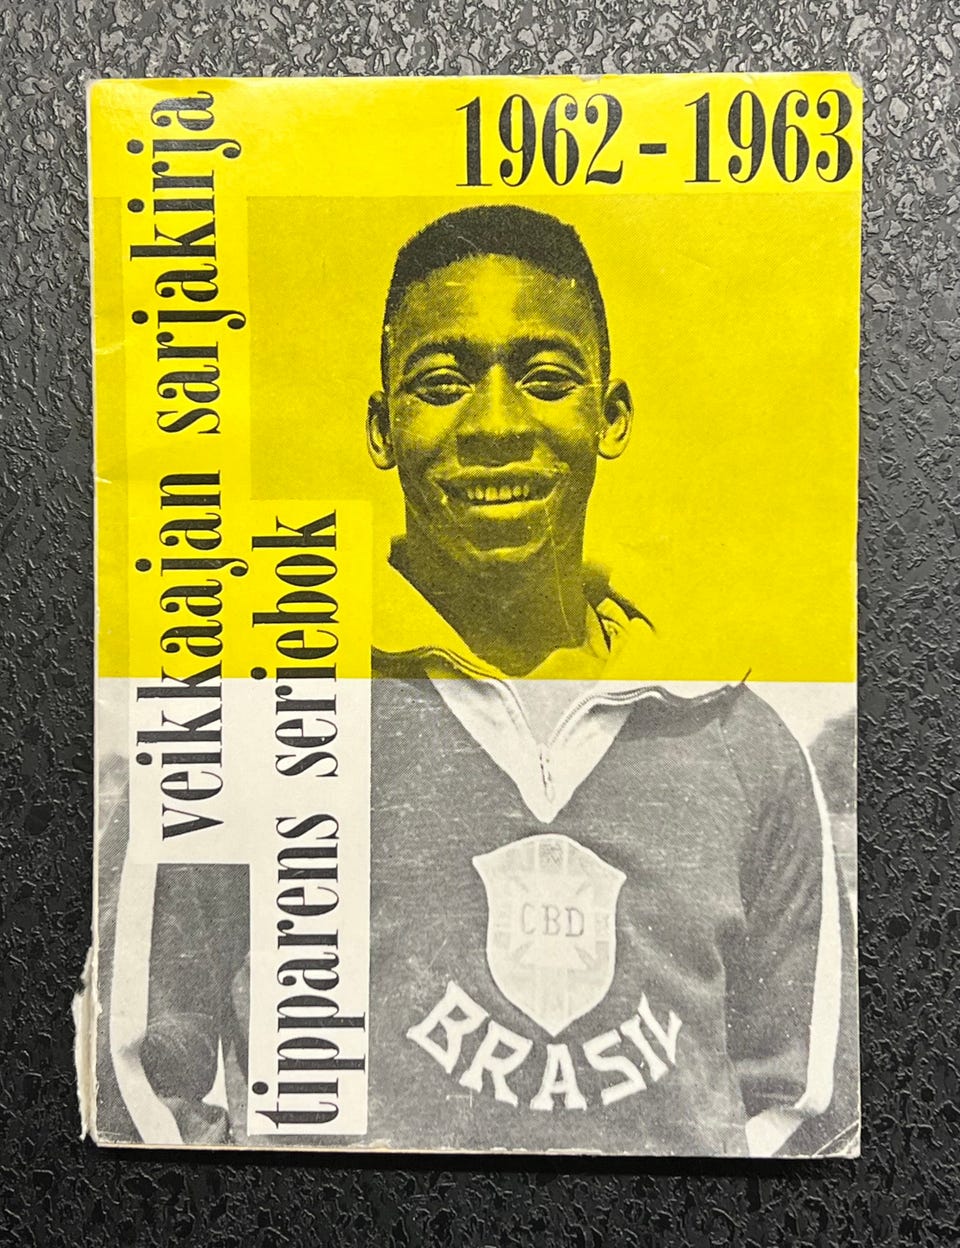 1962-1963
veikkaajan sarjakirja
tipparens seriebok
CBD
BRASIL